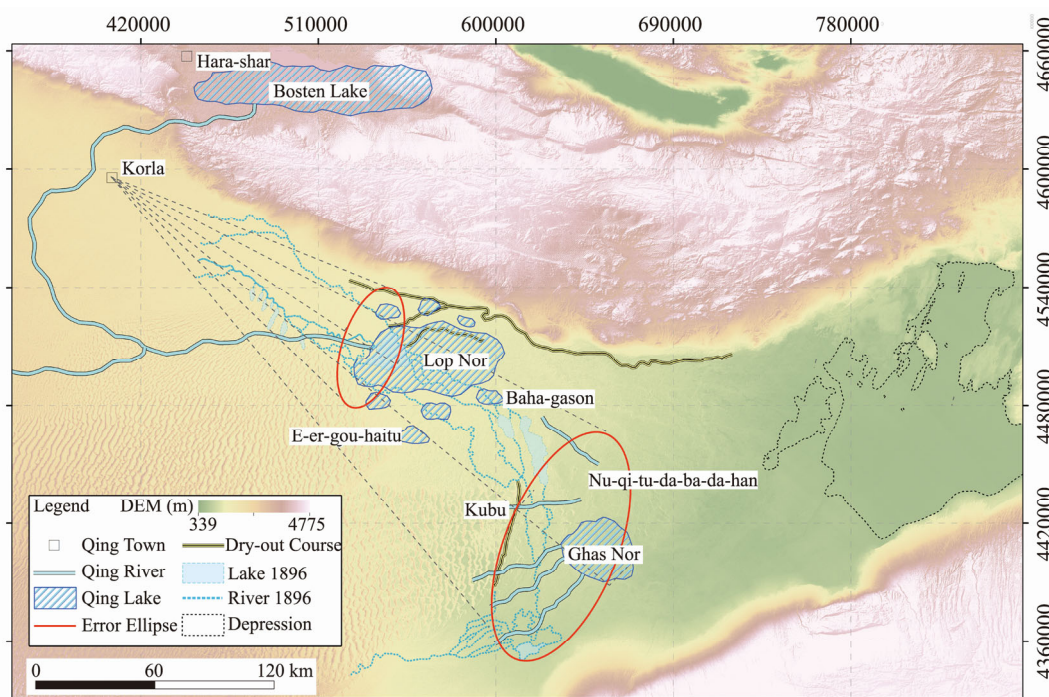 420000 510000 600000 690000 780000
4660000
Hara-shar
Bosten Lake
Korla
4600000
4540000
Lop Nor
Baha-gason
4480000
E-er-gou-haitu
Nu-qi-tu-da-ba-da-han
Kubu
4420000
Ghas Nor
4360000
Legend DEM (m)
339 4775
Qing Town Dry-out Course
Qing River Lake 1896
Qing Lake River 1896
Error Ellipse Depression
0 60 120 km